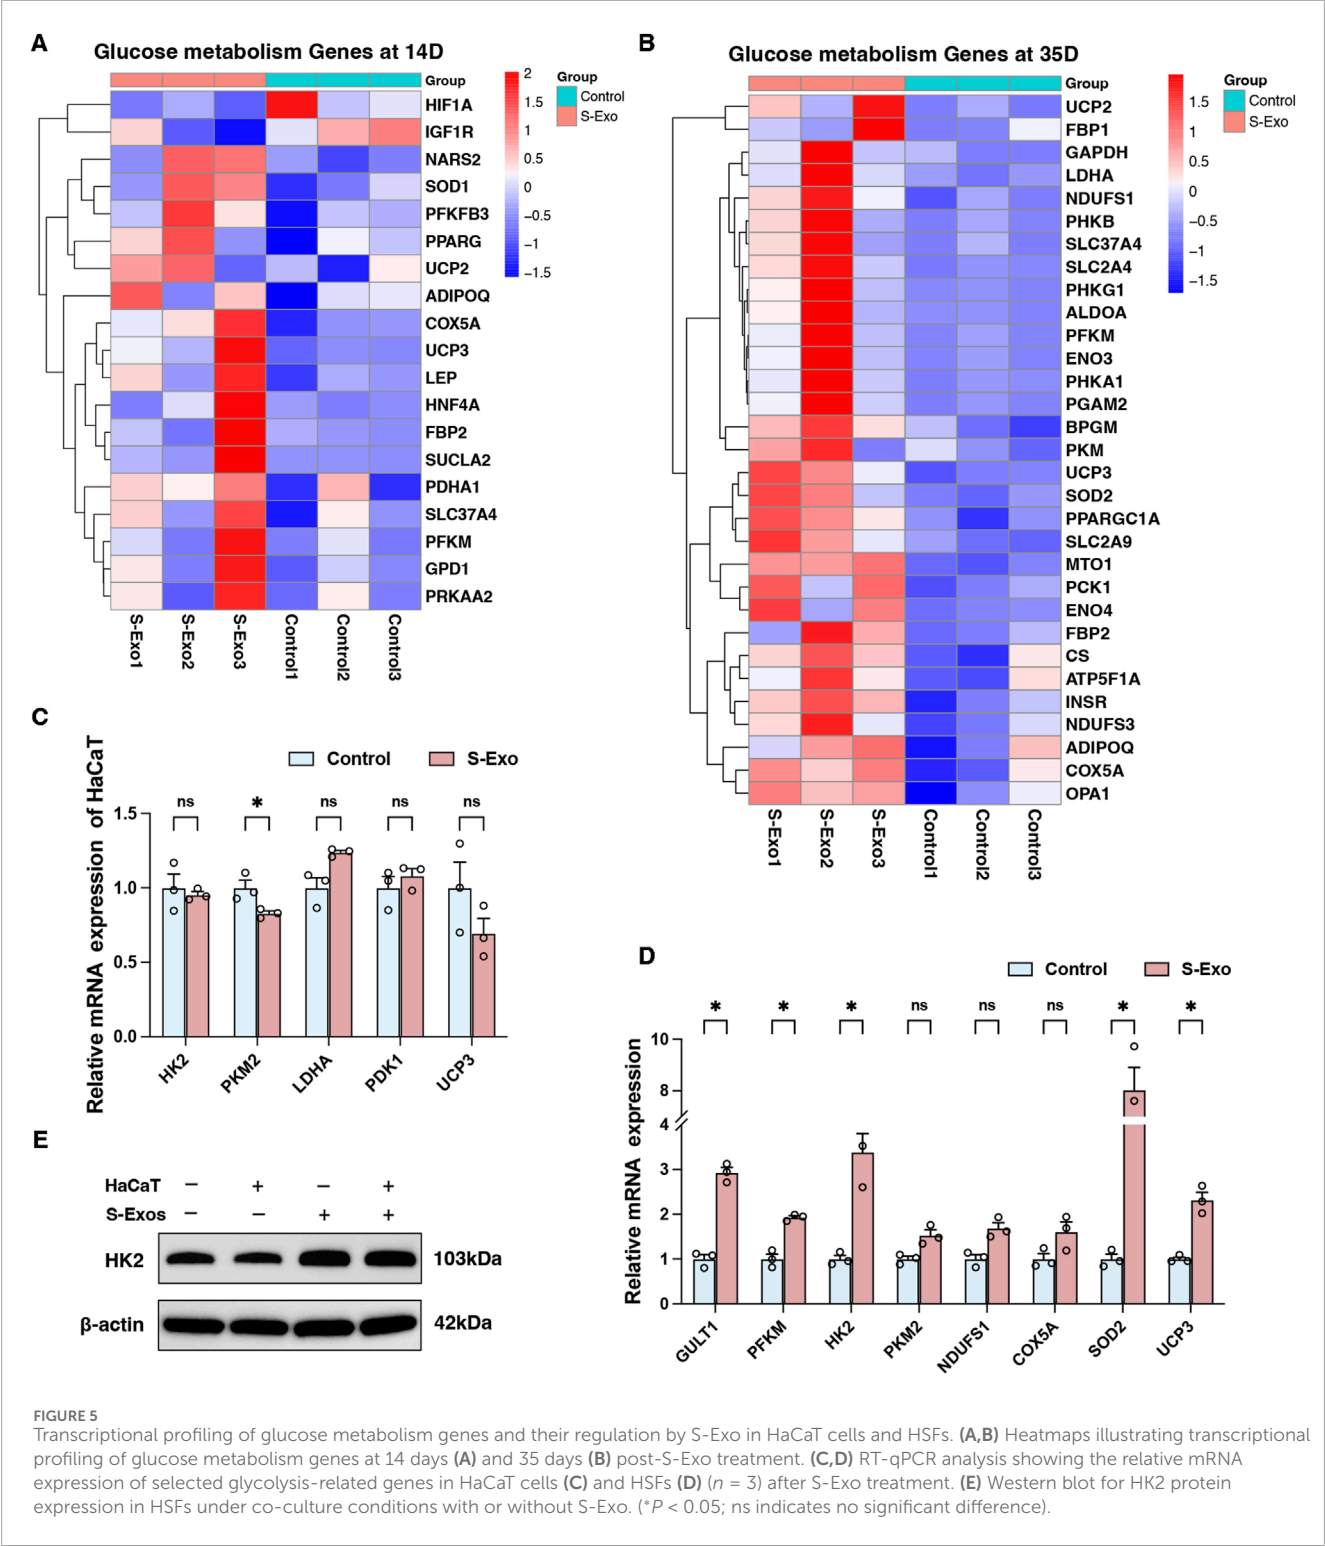 A
Glucose metabolism Genes at 14D
Group
HIF1A
IGF1R
NARS2
SOD1
PFKFB3
PPARG
UCP2
ADIPOQ
COX5A
UCP3
LEP
HNF4A
FBP2
SUCLA2
PDHA1
SLC37A4
PFKM
GPD1
PRKAA2
2
1.5
1
0.5
0
−0.5
−1
−1.5
Group
Control
S-Exo
S-Exo1
S-Exo2
S-Exo3
Control1
Control2
Control3
B
Glucose metabolism Genes at 35D
Group
UCP2
FBP1
GAPDH
LDHA
NDUFS1
PHKB
SLC37A4
SLC2A4
PHKG1
ALDOA
PFKM
ENO3
PHKA1
PGAM2
BPGM
PKM
UCP3
SOD2
PPARGC1A
SLC2A9
MTO1
PCK1
ENO4
FBP2
CS
ATP5F1A
INSR
NDUFS3
ADIPOQ
COX5A
OPA1
1.5
1
0.5
0
−0.5
−1
−1.5
Group
Control
S-Exo
S-Exo1
S-Exo2
S-Exo3
Control1
Control2
Control3
C
Control
S-Exo
Relative mRNA expression of HaCaT
1.5
1.0
0.5
0.0
ns
*
ns
ns
ns
HK2
PKM2
LDHA
PDK1
UCP3
D
Control
S-Exo
Relative mRNA expression
10
8
4
3
2
1
0
*
*
*
ns
ns
ns
*
*
GULT1
PFKM
HK2
PKM2
NDUFS1
COX5A
SOD2
UCP3
E
HaCaT − + − +
S-Exos − − + +
HK2 103kDa
β-actin 42kDa
FIGURE 5
Transcriptional profiling of glucose metabolism genes and their regulation by S-Exo in HaCaT cells and HSFs. (A,B) Heatmaps illustrating transcriptional
profiling of glucose metabolism genes at 14 days (A) and 35 days (B) post-S-Exo treatment. (C,D) RT-qPCR analysis showing the relative mRNA
expression of selected glycolysis-related genes in HaCaT cells (C) and HSFs (D) (n = 3) after S-Exo treatment. (E) Western blot for HK2 protein
expression in HSFs under co-culture conditions with or without S-Exo. (*P < 0.05; ns indicates no significant difference).